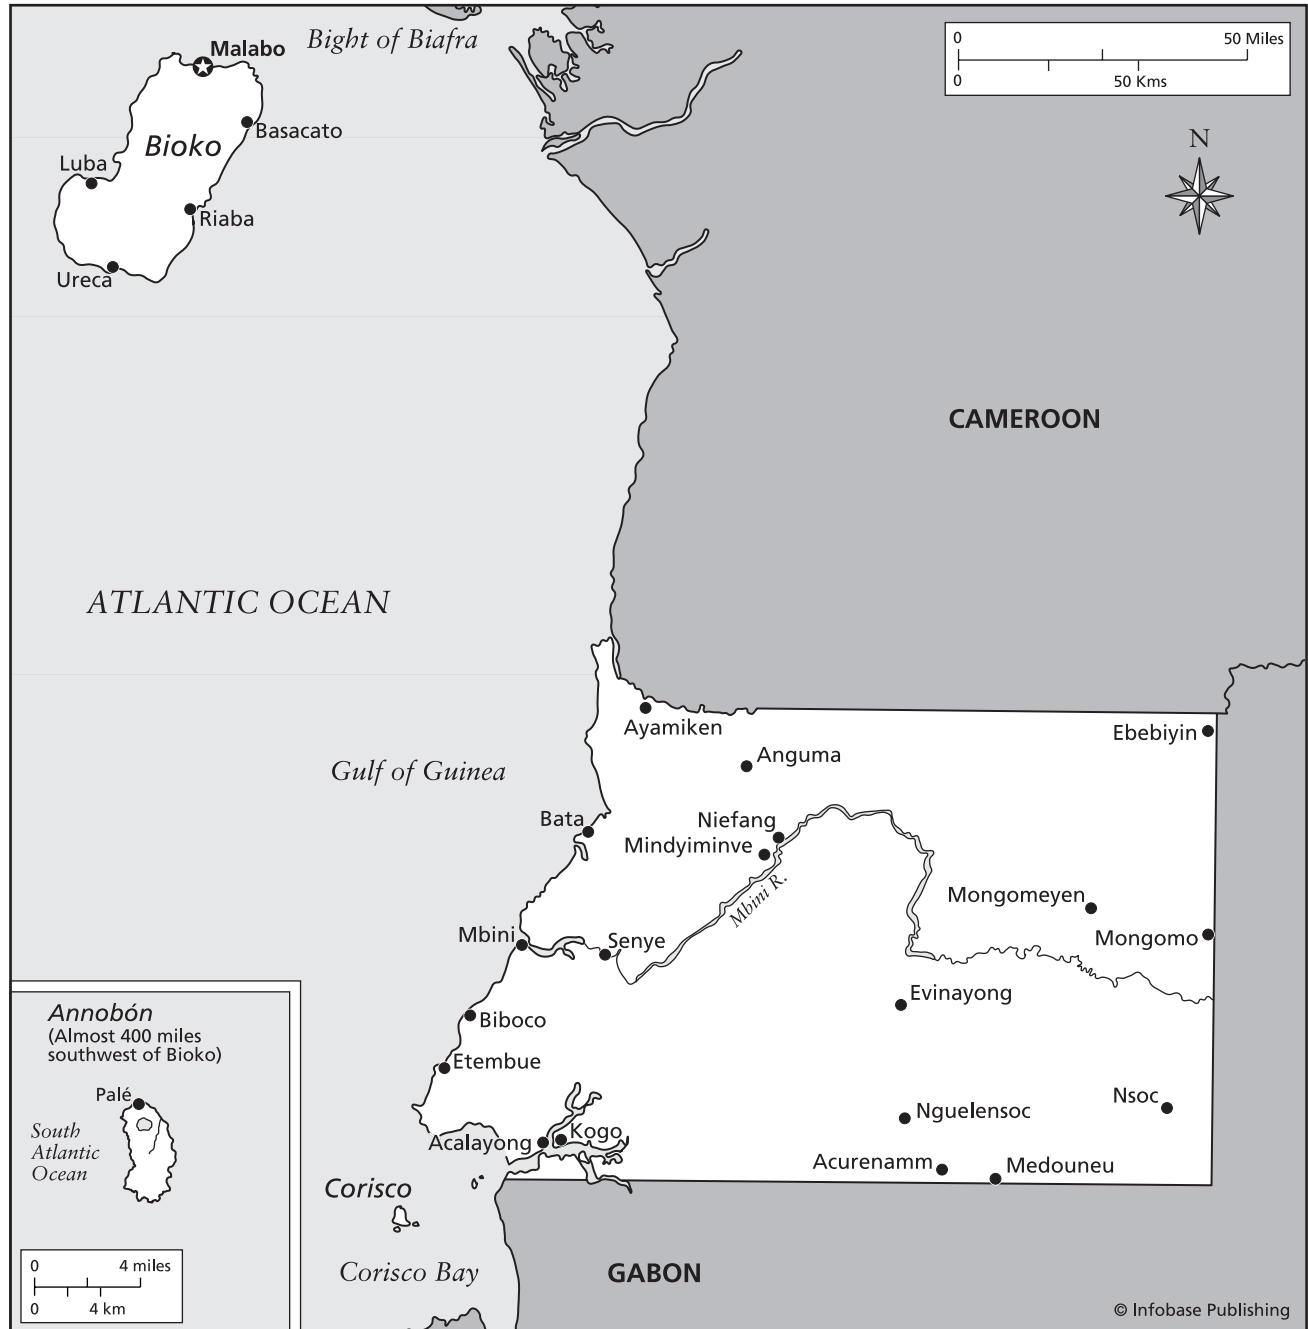 Malabo
Bight of Biafra
0 50 Miles
0 50 Kms
N
Basacato
Bioko
Luba
Riaba
Ureca
CAMEROON
ATLANTIC OCEAN
Ayamiken
Ebebiyin
Anguma
Gulf of Guinea
Bata
Niefang
Mindyiminve
Mbini R.
Mongomeyen
Mbini
Senye
Mongomo
Evinayong
Annobón
(Almost 400 miles
southwest of Bioko)
Biboco
Etembue
Palé
Nsoc
Nguelensoc
South
Atlantic
Ocean
Kogo
Acalayong
Acurenamm
Medouneu
Corisco
0 4 miles
0 4 km
Corisco Bay
GABON
© Infobase Publishing